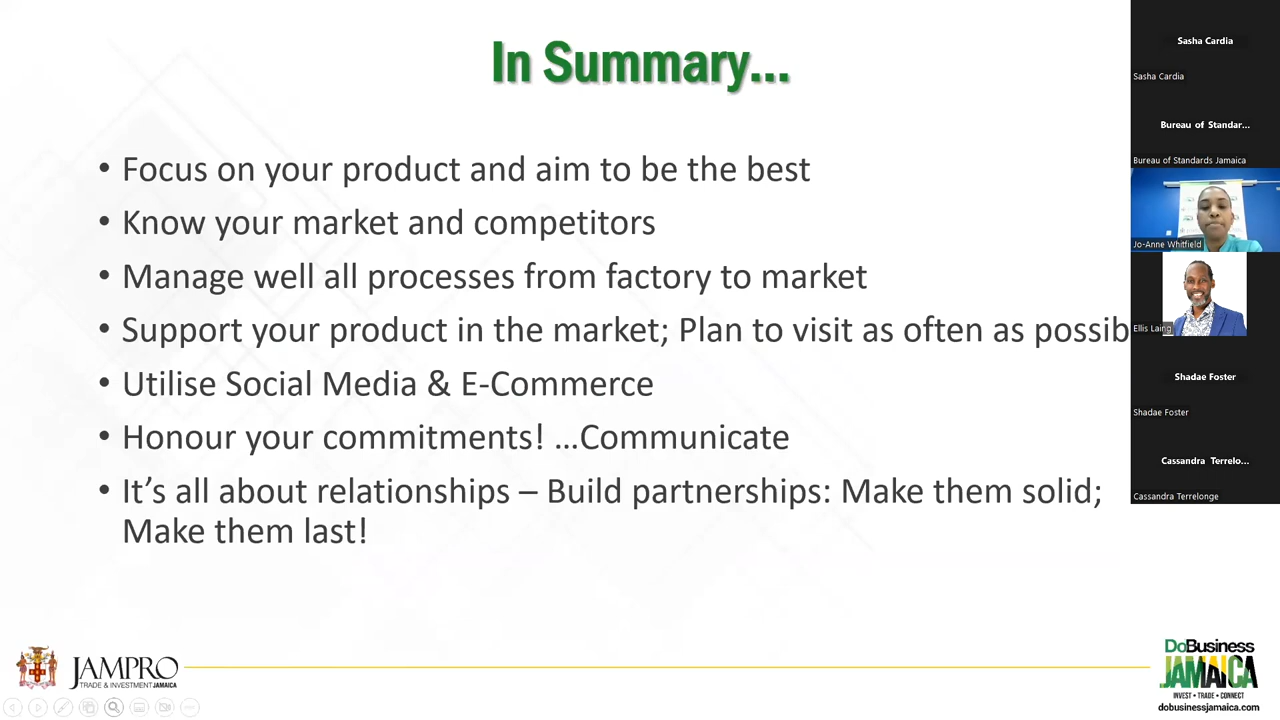 In Summary...
• Focus on your product and aim to be the best
• Know your market and competitors
• Manage well all processes from factory to market
• Support your product in the market; Plan to visit as often as possib
• Utilise Social Media & E-Commerce
• Honour your commitments! …Communicate
• It’s all about relationships – Build partnerships: Make them solid;
Make them last!
Sasha Cardia
Sasha Cardia
Bureau of Standar...
Bureau of Standards Jamaica
Jo-Anne Whitfield
Ellis Laing
Shadae Foster
Shadae Foster
Cassandra Terrelo...
Cassandra Terrelonge
JAMPRO
TRADE & INVESTMENT JAMAICA
DoBusiness
JAMAICA
INVEST • TRADE • CONNECT
dobusinessjamaica.com